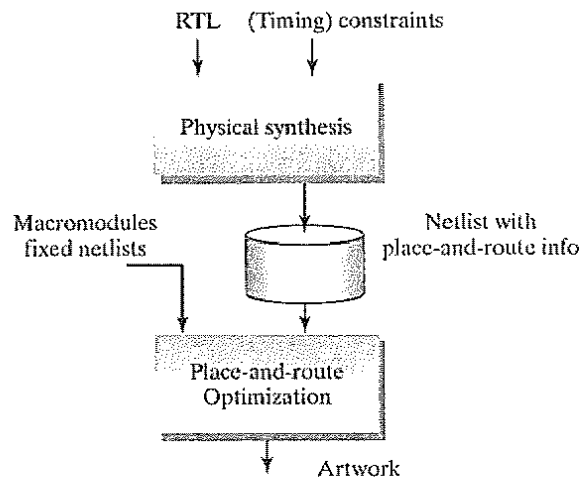 RTL (Timing) constraints
Physical synthesis
Macromodules
fixed netlists
Netlist with
place-and-route info
Place-and-route
Optimization
Artwork